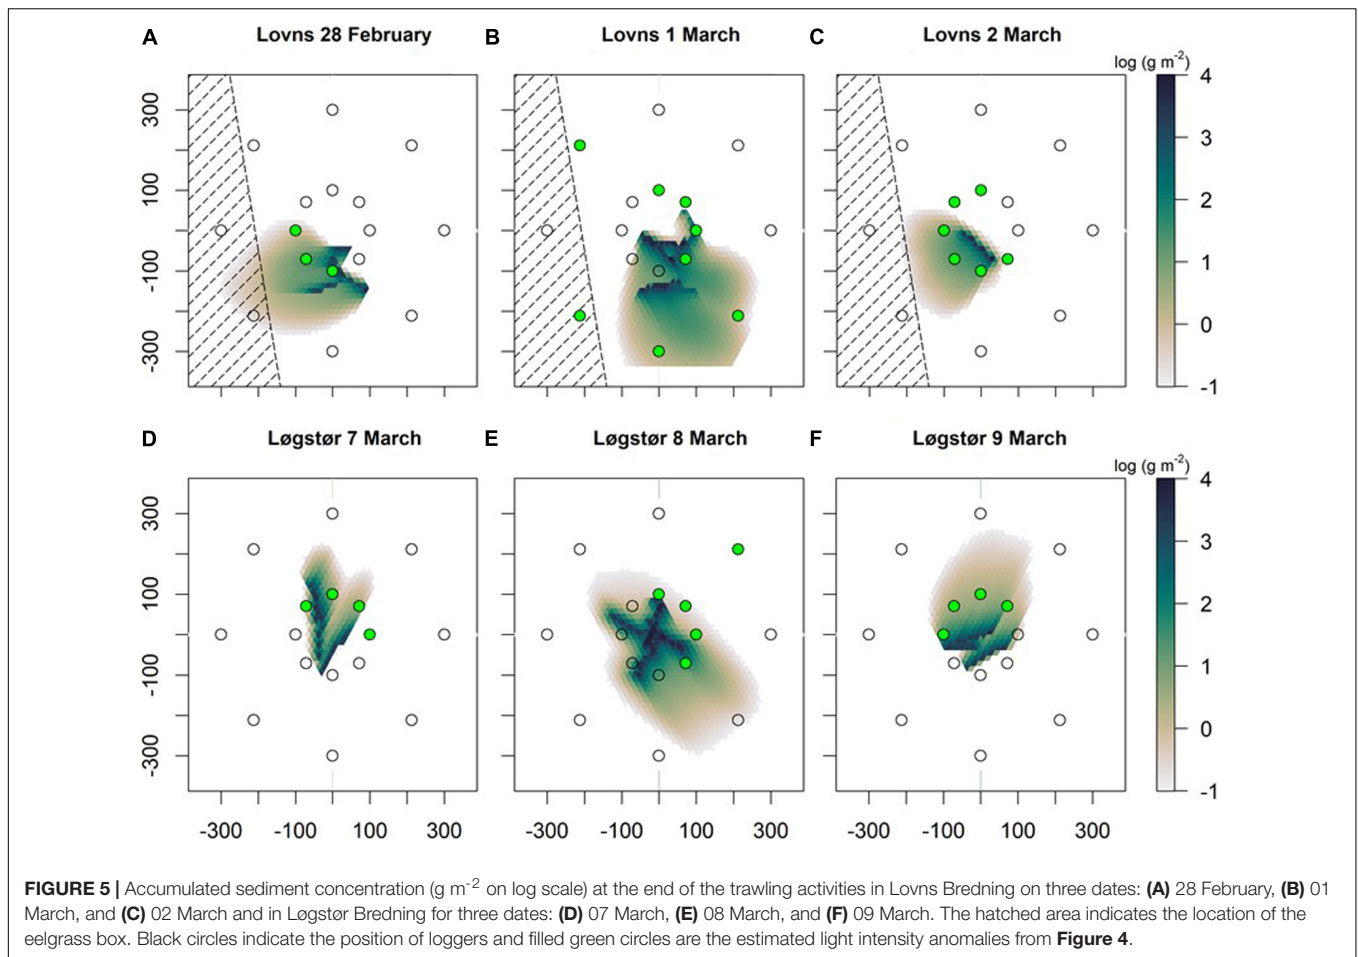 A Lovns 28 February B Lovns 1 March C Lovns 2 March
log (g m-2)
300
100
-100
-300
4
3
2
1
0
-1
D Løgstør 7 March E Løgstør 8 March F Løgstør 9 March
log (g m-2)
300
100
-100
-300
4
3
2
1
0
-1
-300 -100 100 300 -300 -100 100 300 -300 -100 100 300
FIGURE 5 | Accumulated sediment concentration (g m-2 on log scale) at the end of the trawling activities in Lovns Bredning on three dates: (A) 28 February, (B) 01
March, and (C) 02 March and in Løgstør Bredning for three dates: (D) 07 March, (E) 08 March, and (F) 09 March. The hatched area indicates the location of the
eelgrass box. Black circles indicate the position of loggers and filled green circles are the estimated light intensity anomalies from Figure 4.